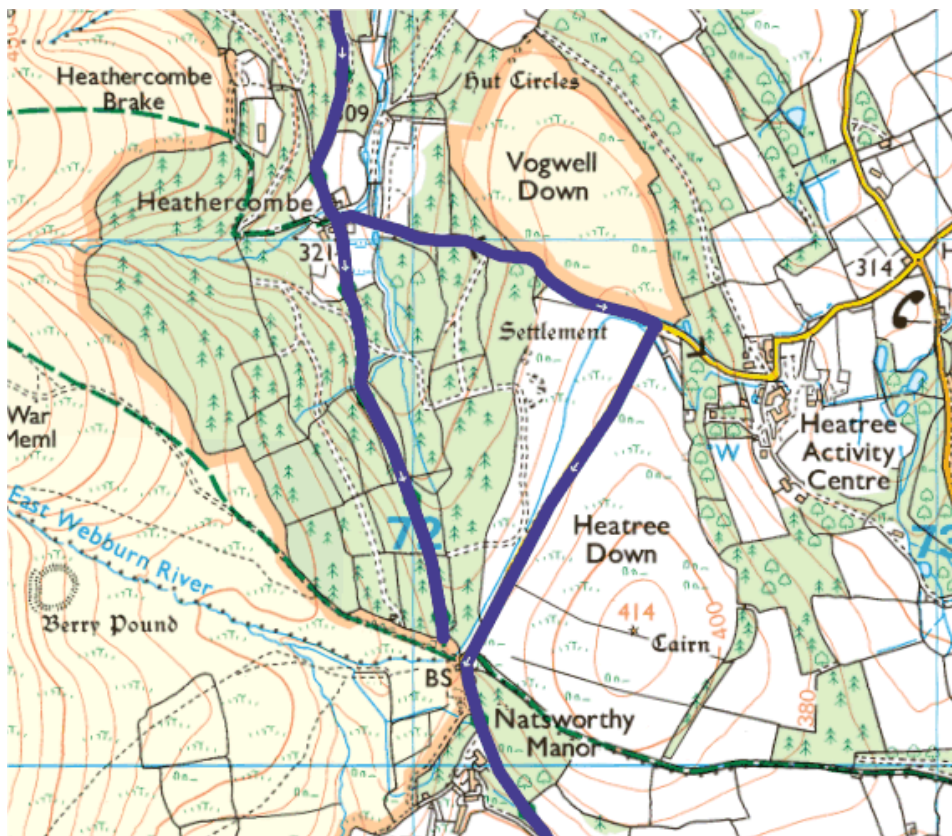 Heathercombe
Brake
Hut Circles
09
Vogwell
Down
Heathercombe
321
314
Settlement
War
Meml
Heatree
Activity
Centre
W
East Webburn River
72
Heatree
Down
7
414
400
Cairn
Berry Pound
BS
Natsworthy
Manor
380